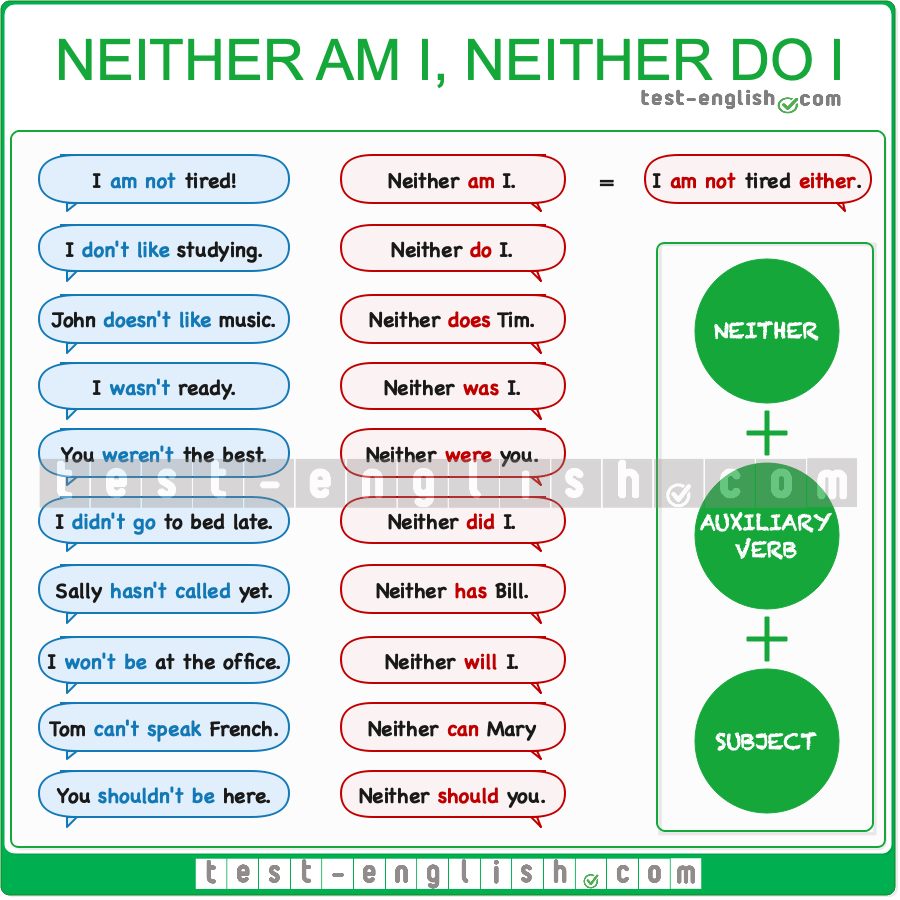 NEITHER AM I, NEITHER DO I
test-english.com
I am not tired!
Neither am I.
=
I am not tired either.
I don't like studying.
Neither do I.
John doesn't like music.
Neither does Tim.
I wasn't ready.
Neither was I.
You weren't the best.
Neither were you.
test-english.com
I didn't go to bed late.
Neither did I.
Sally hasn't called yet.
Neither has Bill.
I won't be at the office.
Neither will I.
Tom can't speak French.
Neither can Mary
You shouldn't be here.
Neither should you.
NEITHER
+
AUXILIARY
VERB
+
SUBJECT
test-english.com